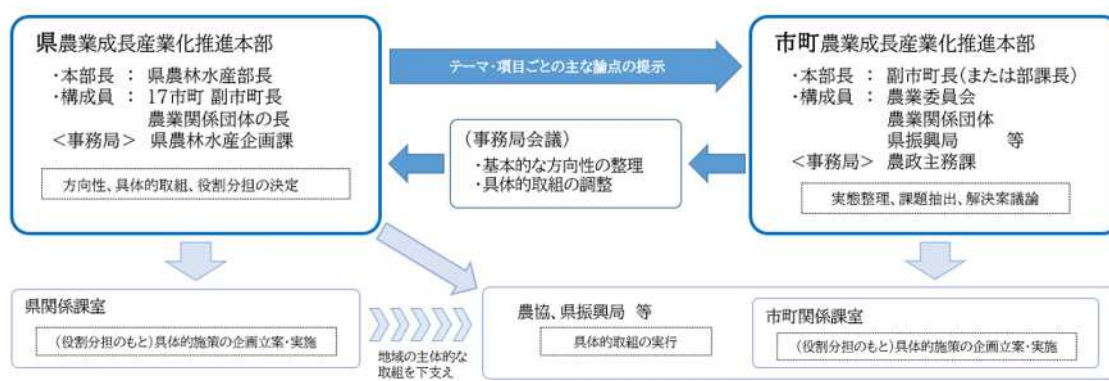 県農業成長産業化推進本部
・本部長 : 県農林水産部長
・構成員 : 17市町 副市町長
農業関係団体の長
<事務局> 県農林水産企画課
方向性、具体的取組、役割分担の決定
テーマ・項目ごとの主な論点の提示
(事務局会議)
・基本的な方向性の整理
・具体的取組の調整
市町農業成長産業化推進本部
・本部長 : 副市町長(または部課長)
・構成員 : 農業委員会
農業関係団体
県振興局 等
<事務局> 農政主務課
実態整理、課題抽出、解決案議論
県関係課室
(役割分担のもと)具体的施策の企画立案・実施
地域の主体的な
取組を下支え
農協、県振興局 等
具体的取組の実行
市町関係課室
(役割分担のもと)具体的施策の企画立案・実施